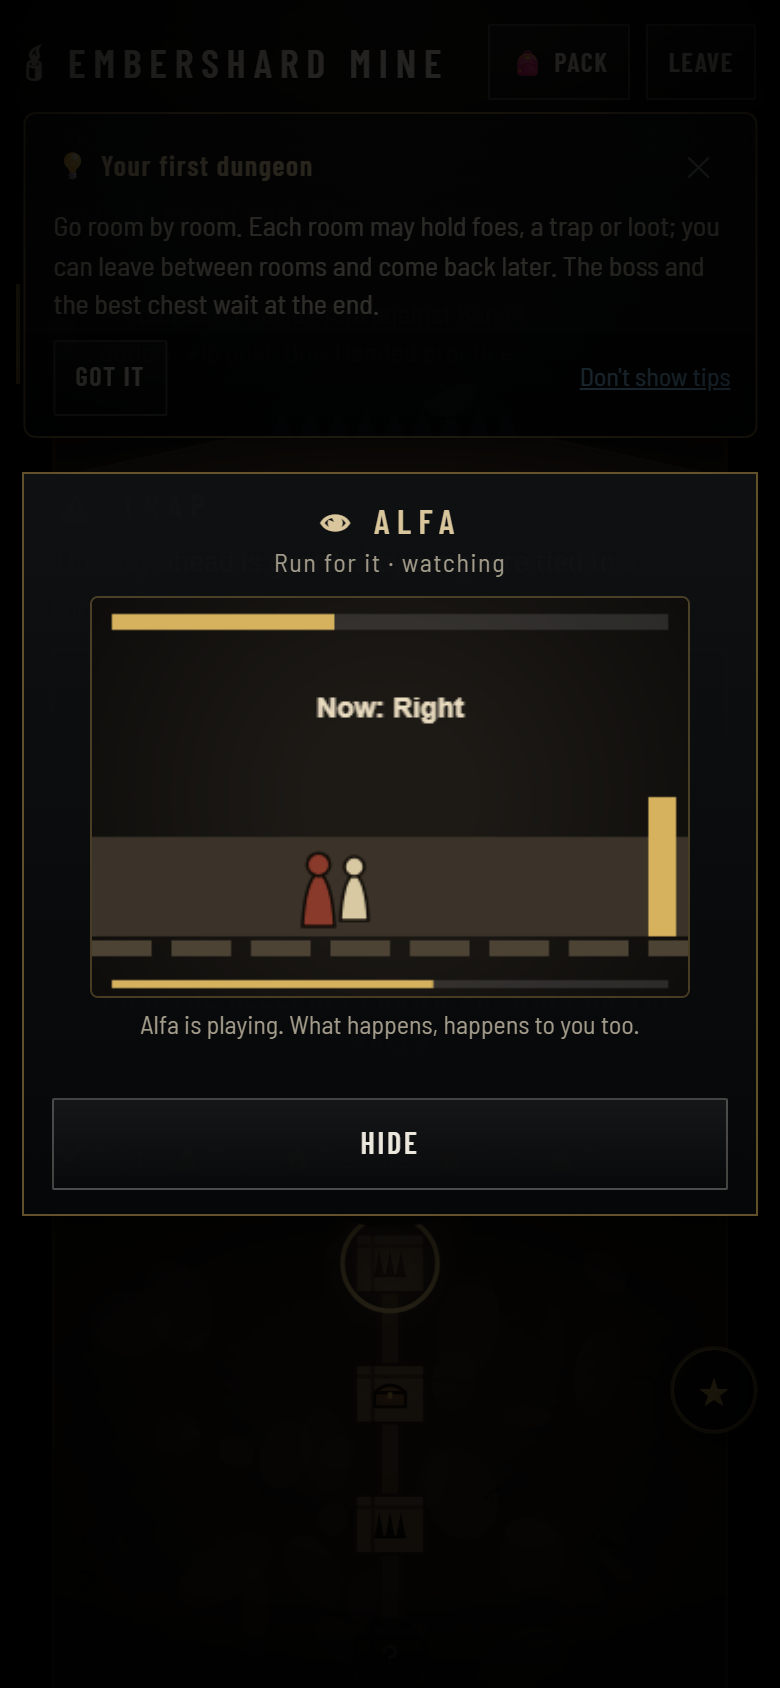 EMBERSHARD MINE
PACK
LEAVE
Your first dungeon
Go room by room. Each room may hold foes, a trap or loot; you
can leave between rooms and come back later. The boss and
the best chest wait at the end.
GOT IT
Don't show tips
ALFA
Run for it · watching
Now: Right
Alfa is playing. What happens, happens to you too.
HIDE